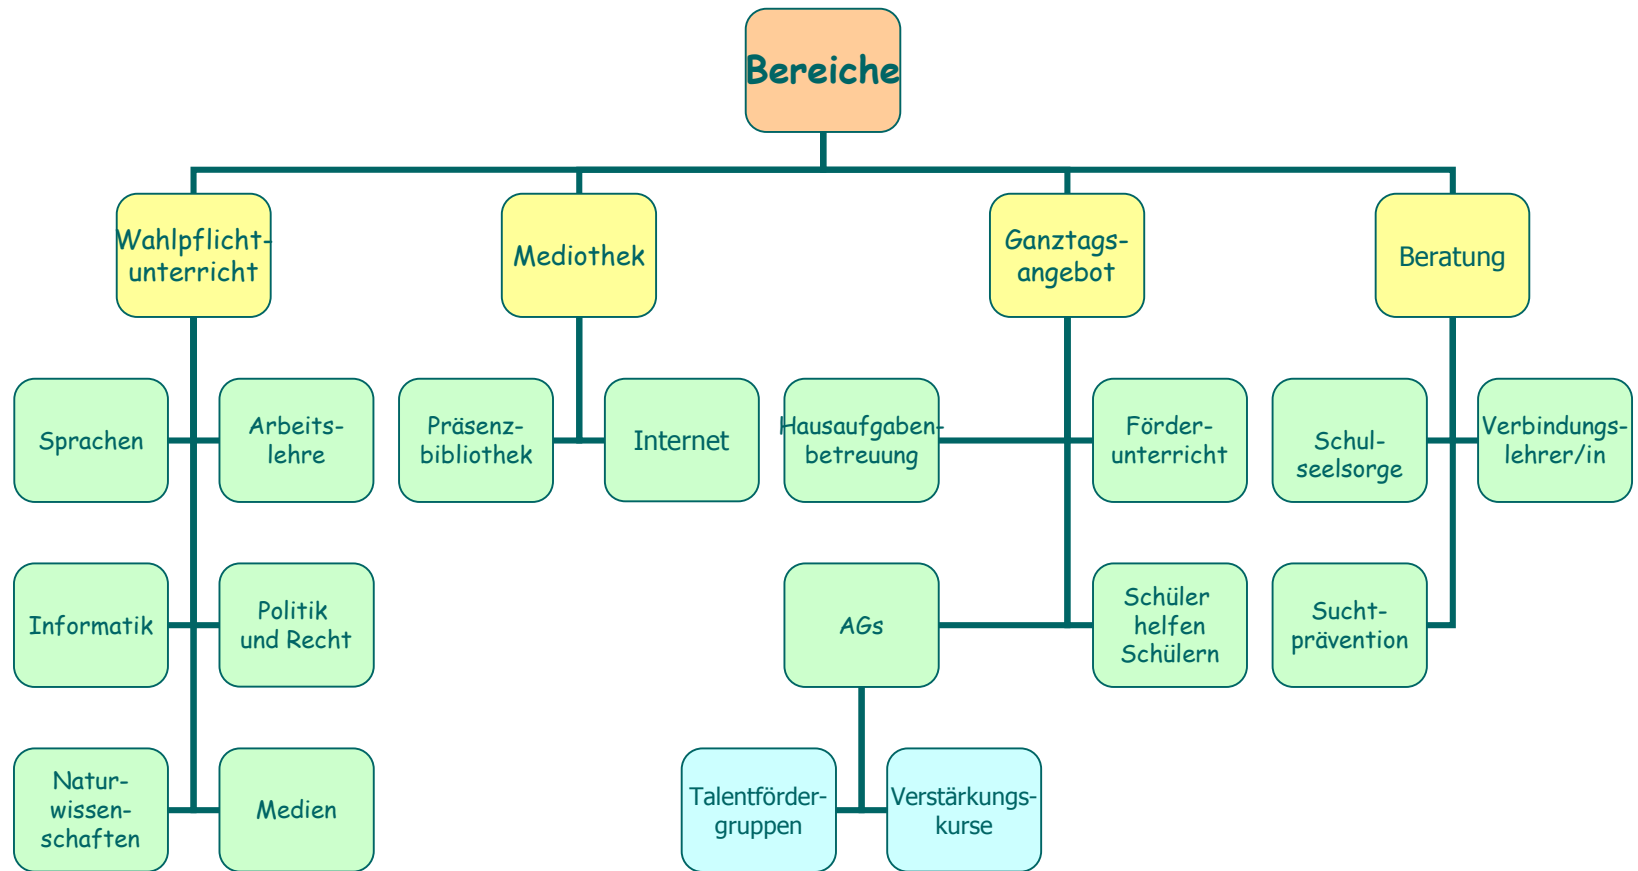 Bereiche
Wahlpflicht-
unterricht
Mediothek
Ganztags-
angebot
Beratung
Sprachen
Arbeits-
lehre
Präsenz-
bibliothek
Internet
Hausaufgaben-
betreuung
Förder-
unterricht
Schul-
seelsorge
Verbindungs-
lehrer/in
Informatik
Politik
und Recht
AGs
Schüler
helfen
Schülern
Sucht-
prävention
Natur-
wissen-
schaften
Medien
Talentförder-
gruppen
Verstärkungs-
kurse